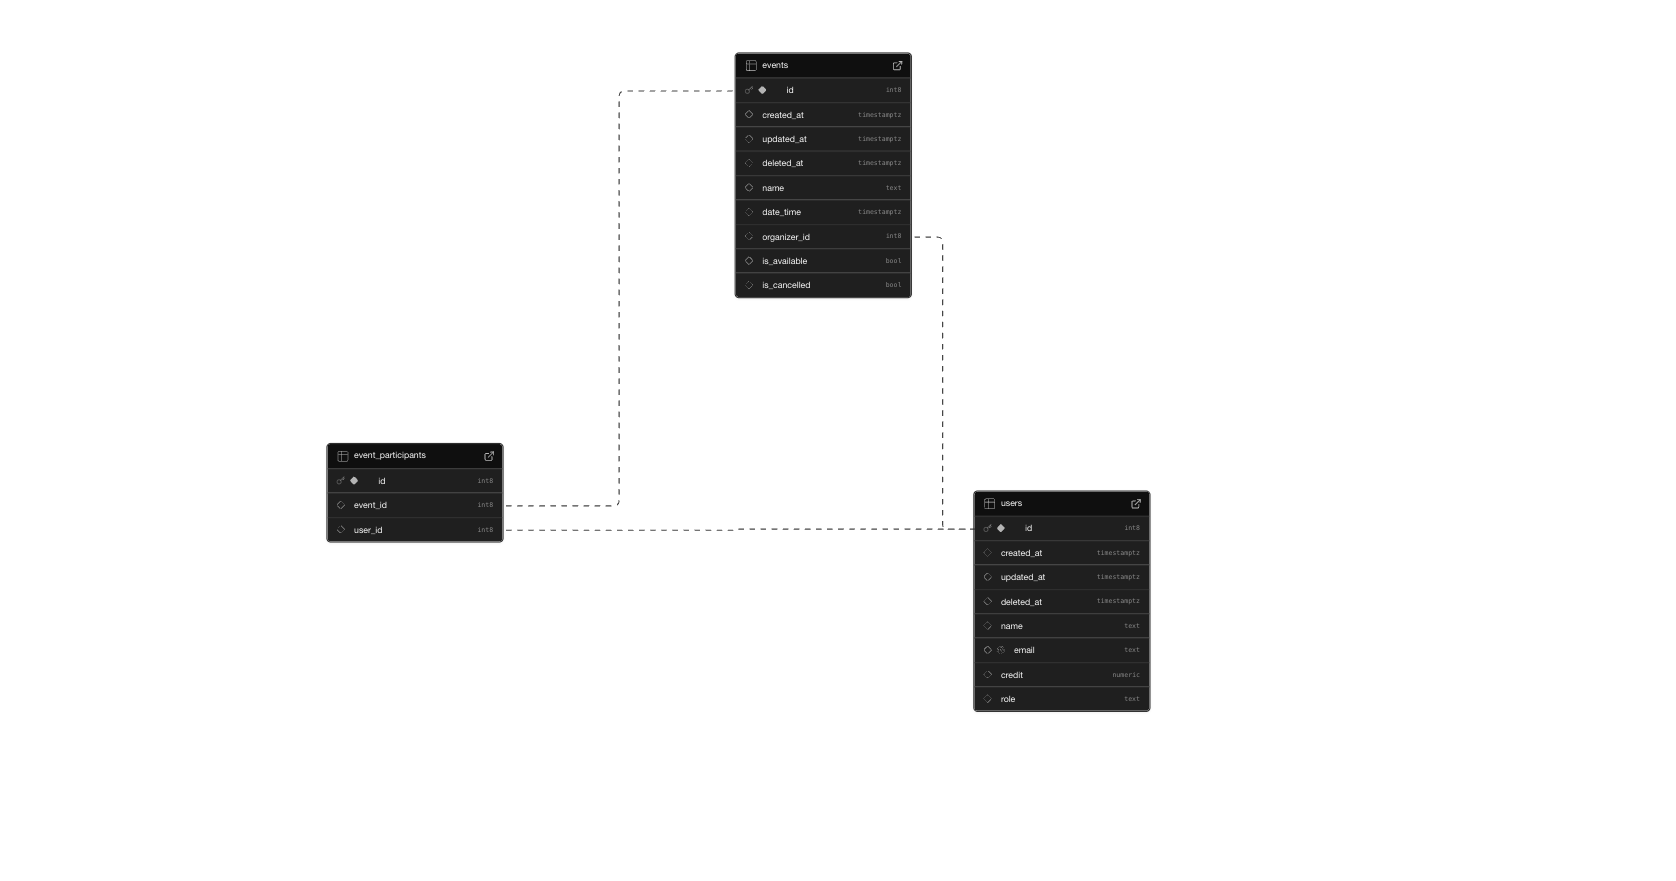 events
id int8
created_at timestamptz
updated_at timestamptz
deleted_at timestamptz
name text
date_time timestamptz
organizer_id int8
is_available bool
is_cancelled bool
event_participants
id int8
event_id int8
user_id int8
users
id int8
created_at timestamptz
updated_at timestamptz
deleted_at timestamptz
name text
email text
credit numeric
role text